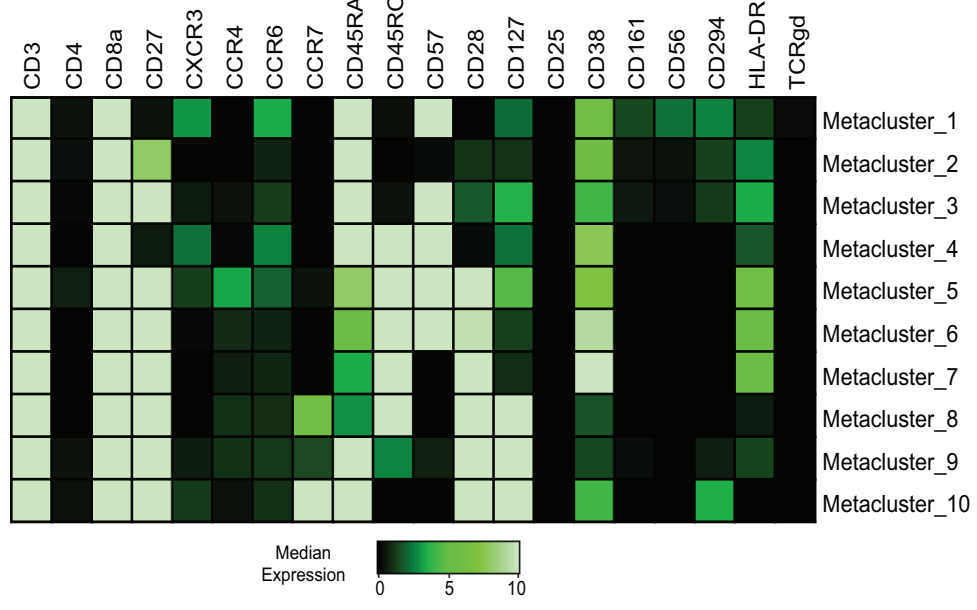 CD3
CD4
CD8a
CD27
CXCR3
CCR4
CCR6
CCR7
CD45RA
CD45RO
CD57
CD28
CD127
CD25
CD38
CD161
CD56
CD294
HLA-DR
TCRgd
Metacluster_1
Metacluster_2
Metacluster_3
Metacluster_4
Metacluster_5
Metacluster_6
Metacluster_7
Metacluster_8
Metacluster_9
Metacluster_10
Median
Expression
0 5 10